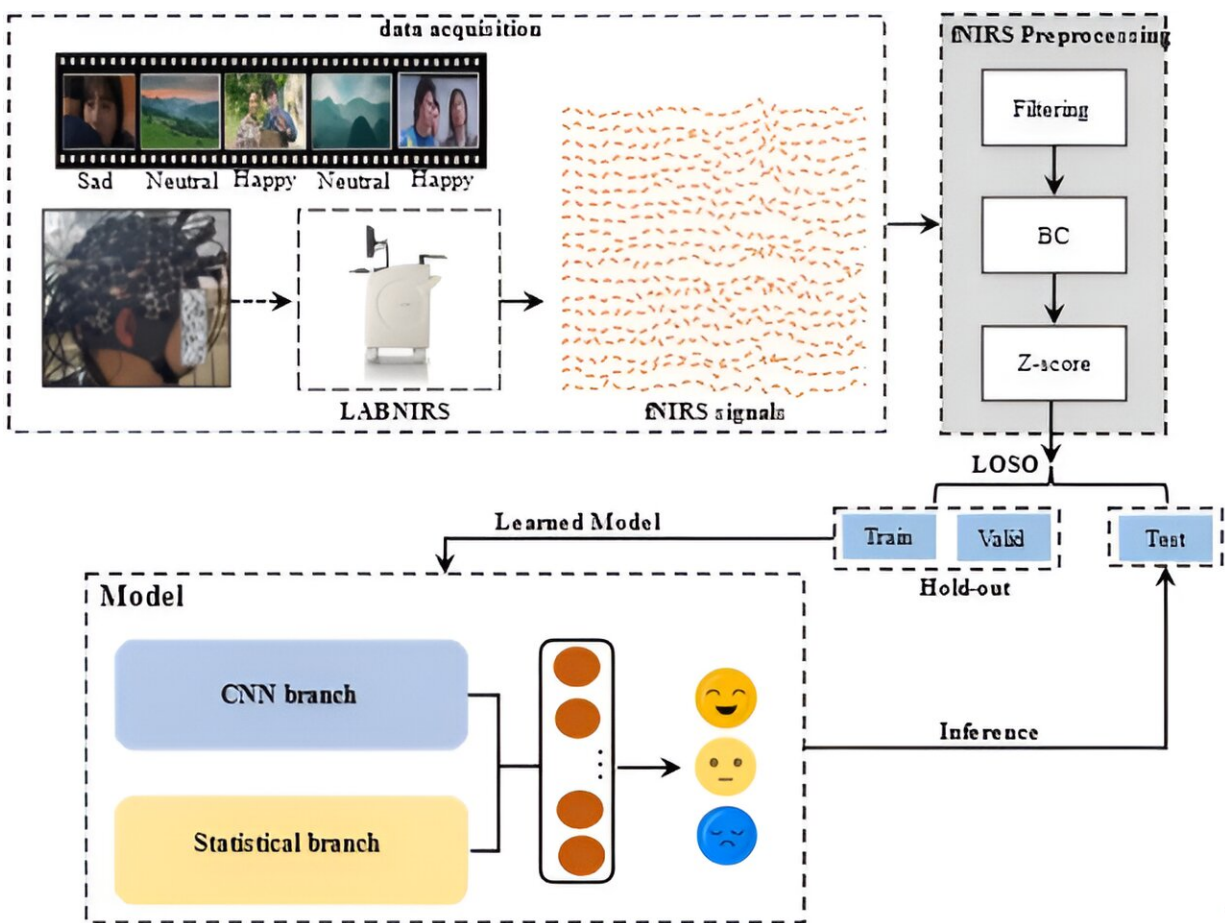 data acquisition
Sad Neutral Happy Neutral Happy
LABNIRS
fNIRS signals
fNIRS Preprocessing
Filtering
BC
Z-score
LOSO
Train Valid Test
Hold-out
Learned Model
Model
CNN branch
Statistical branch
Inference